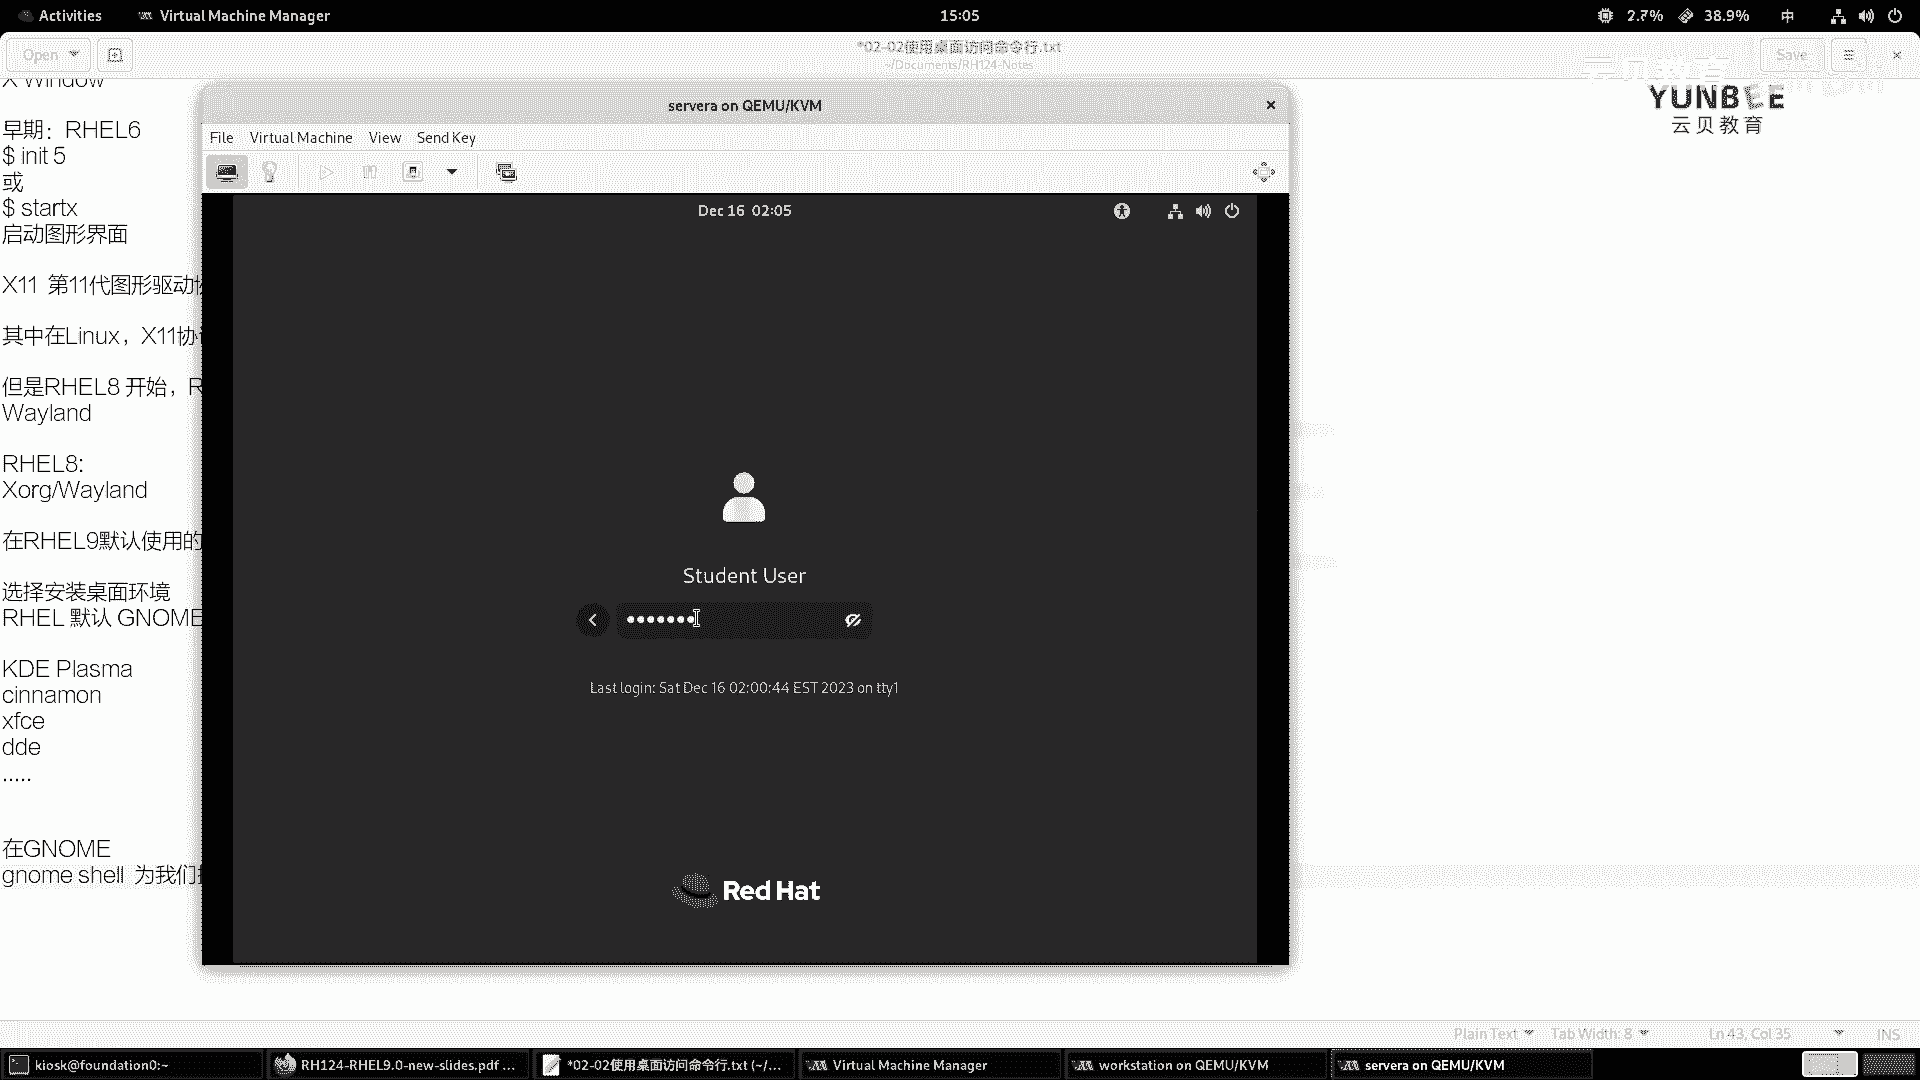 Activities
Virtual Machine Manager
15:05
2.7%
38.9%
中
Open
*02-02使用桌面访问命令行.txt
~/Documents/RH124-Notes
Save
YUNBEE
云贝教育
X Window
早期：RHEL6
$ init 5
或
$ startx
启动图形界面
X11 第11代图形驱动
其中在Linux，X11协
但是RHEL8 开始，R
Wayland
RHEL8:
Xorg/Wayland
在RHEL9默认使用的
选择安装桌面环境
RHEL 默认 GNOME
KDE Plasma
cinnamon
xfce
dde
.....
在GNOME
gnome shell 为我们
servera on QEMU/KVM
File
Virtual Machine
View
Send Key
Dec 16 02:05
Student User
Last login: Sat Dec 16 02:00:44 EST 2023 on tty1
Red Hat
Plain Text
Tab Width: 8
Ln 43, Col 35
INS
kiosk@foundation0:~
RH124-RHEL9.0-new-slides.pdf ...
*02-02使用桌面访问命令行.txt (~/...
Virtual Machine Manager
workstation on QEMU/KVM
servera on QEMU/KVM